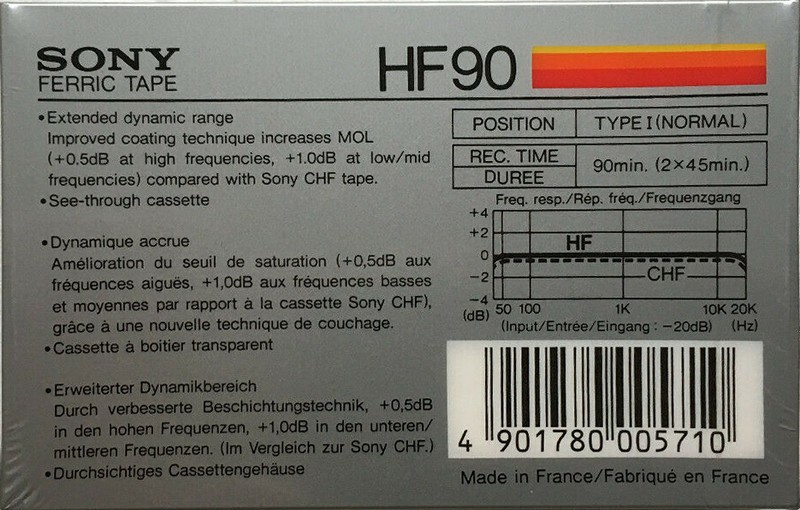 SONY
FERRIC TAPE
HF90
•Extended dynamic range
Improved coating technique increases MOL
(+0.5dB at high frequencies, +1.0dB at low/mid
frequencies) compared with Sony CHF tape.
•See-through cassette
•Dynamique accrue
Amélioration du seuil de saturation (+0,5dB aux
fréquences aiguës, +1,0dB aux fréquences basses
et moyennes par rapport à la cassette Sony CHF),
grâce à une nouvelle technique de couchage.
•Cassette à boitier transparent
•Erweiterter Dynamikbereich
Durch verbesserte Beschichtungstechnik, +0,5dB
in den hohen Frequenzen, +1,0dB in den unteren/
mittleren Frequenzen. (Im Vergleich zur Sony CHF.)
•Durchsichtiges Cassettengehäuse
POSITION TYPE I (NORMAL)
REC. TIME
DUREE
90min. (2×45min.)
Freq. resp./Rép. fréq./Frequenzgang
+4
+2
0
−2
−4
HF
CHF
(dB) 50 100 1K 10K 20K
(Input/Entrée/Eingang: −20dB) (Hz)
4 901780 005710
Made in France/Fabriqué en France